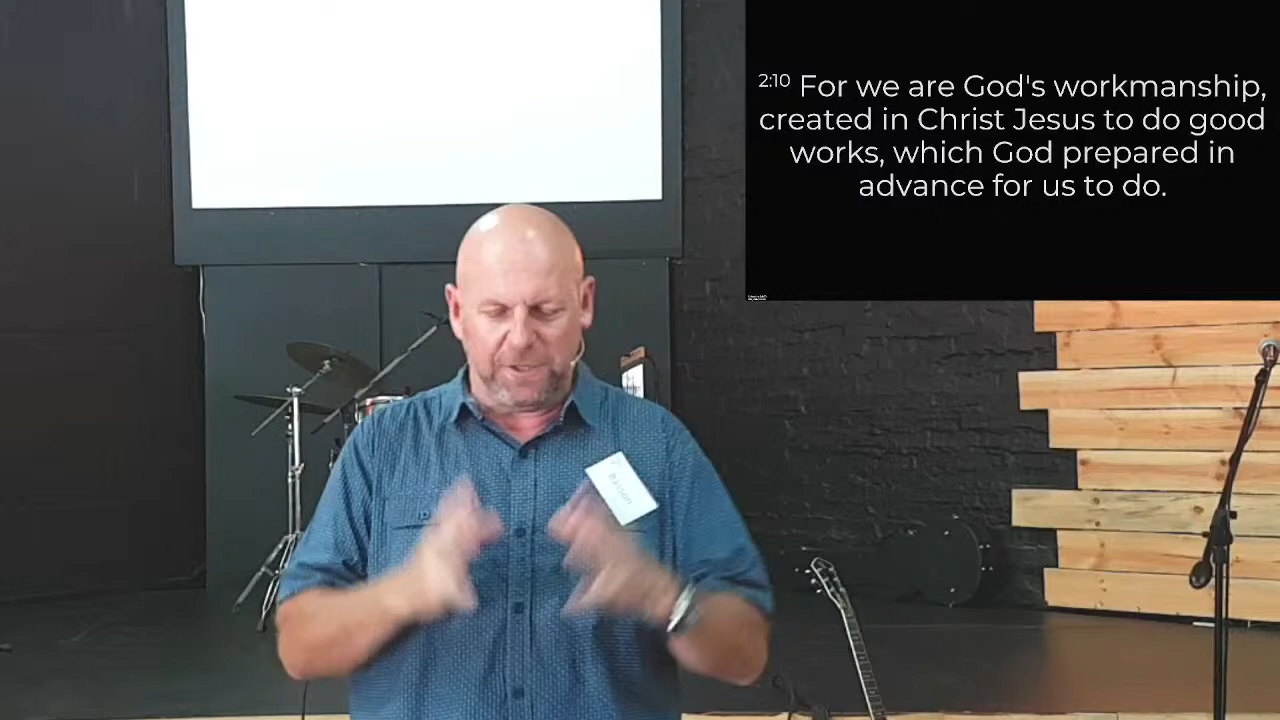 2:10 For we are God's workmanship,
created in Christ Jesus to do good
works, which God prepared in
advance for us to do.